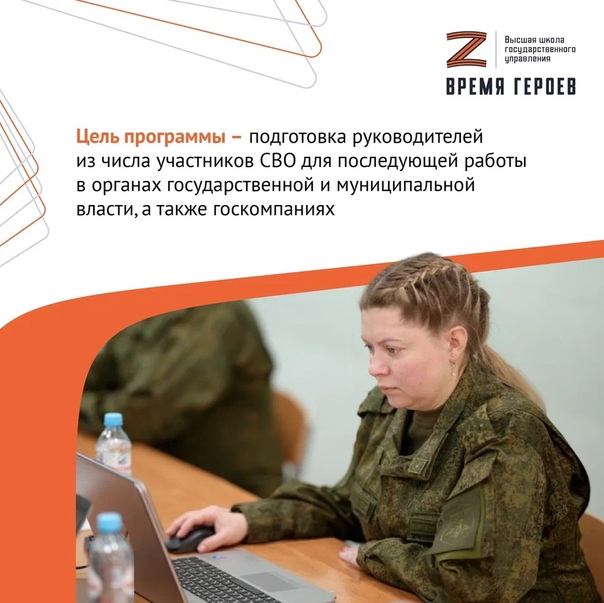 Высшая школа
государственного
управления
ВРЕМЯ ГЕРОЕВ
Цель программы – подготовка руководителей
из числа участников СВО для последующей работы
в органах государственной и муниципальной
власти, а также госкомпаниях